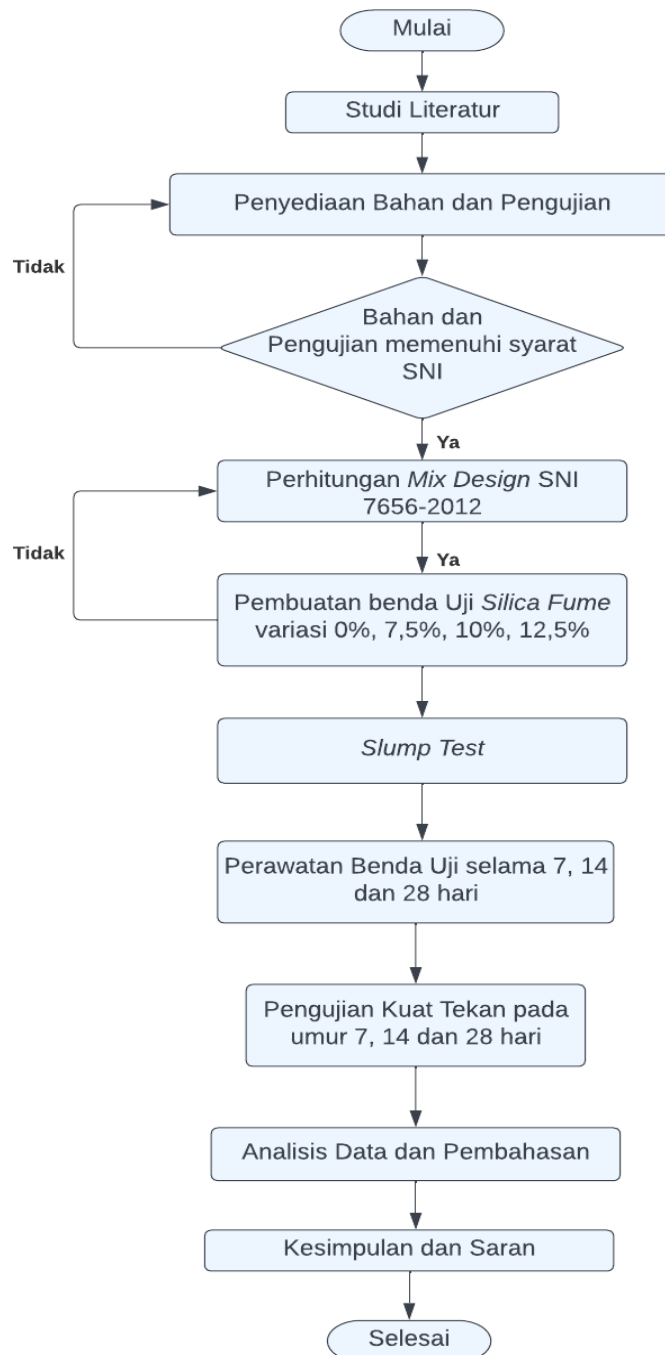 Mulai
Studi Literatur
Penyediaan Bahan dan Pengujian
Tidak
Bahan dan
Pengujian memenuhi syarat
SNI
Ya
Perhitungan Mix Design SNI
7656-2012
Tidak
Ya
Pembuatan benda Uji Silica Fume
variasi 0%, 7,5%, 10%, 12,5%
Slump Test
Perawatan Benda Uji selama 7, 14
dan 28 hari
Pengujian Kuat Tekan pada
umur 7, 14 dan 28 hari
Analisis Data dan Pembahasan
Kesimpulan dan Saran
Selesai